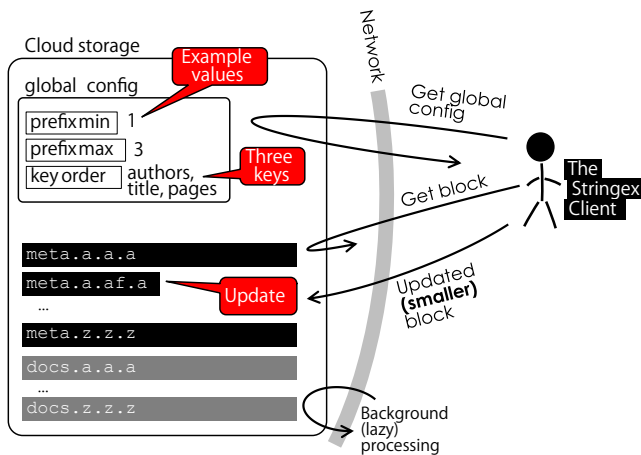 Cloud storage
Example
values
global config
prefixmin 1
prefixmax 3
key order authors,
title, pages
Three
keys
meta.a.a.a
meta.a.af.a
Update
...
meta.z.z.z
docs.a.a.a
...
docs.z.z.z
Network
Get global
config
Get block
The
Stringex
Client
Updated
(smaller)
block
Background
(lazy)
processing